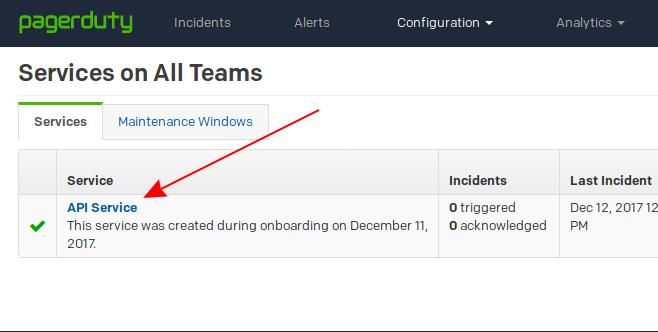 pagerduty Incidents Alerts Configuration Analytics
Services on All Teams
Services Maintenance Windows
Service Incidents Last Incident
API Service 0 triggered Dec 12, 2017 12
This service was created during onboarding on December 11, 0 acknowledged PM
2017.